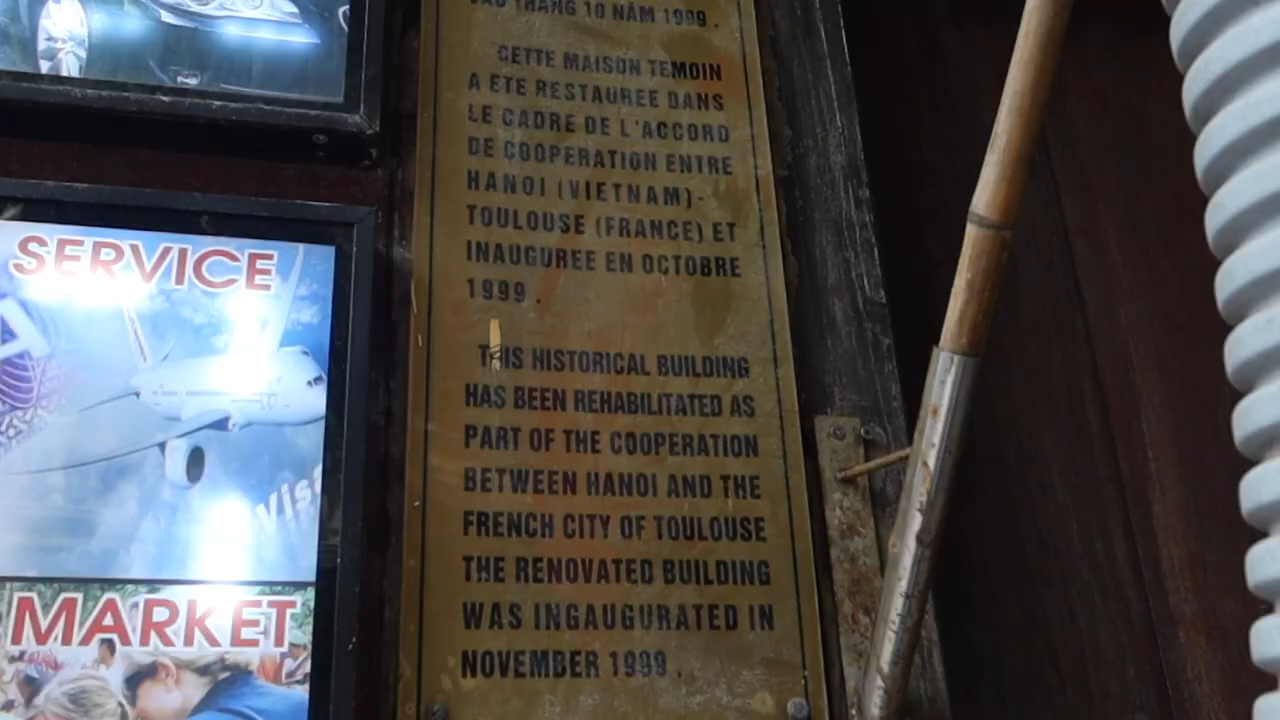 VÀO THÁNG 10 NĂM 1999.
CETTE MAISON TEMOIN
A ETE RESTAUREE DANS
LE CADRE DE L'ACCORD
DE COOPERATION ENTRE
HANOI (VIETNAM)-
TOULOUSE (FRANCE) ET
INAUGUREE EN OCTOBRE
1999.
THIS HISTORICAL BUILDING
HAS BEEN REHABILITATED AS
PART OF THE COOPERATION
BETWEEN HANOI AND THE
FRENCH CITY OF TOULOUSE
THE RENOVATED BUILDING
WAS INGAUGURATED IN
NOVEMBER 1999.
SERVICE
Visa
MARKET